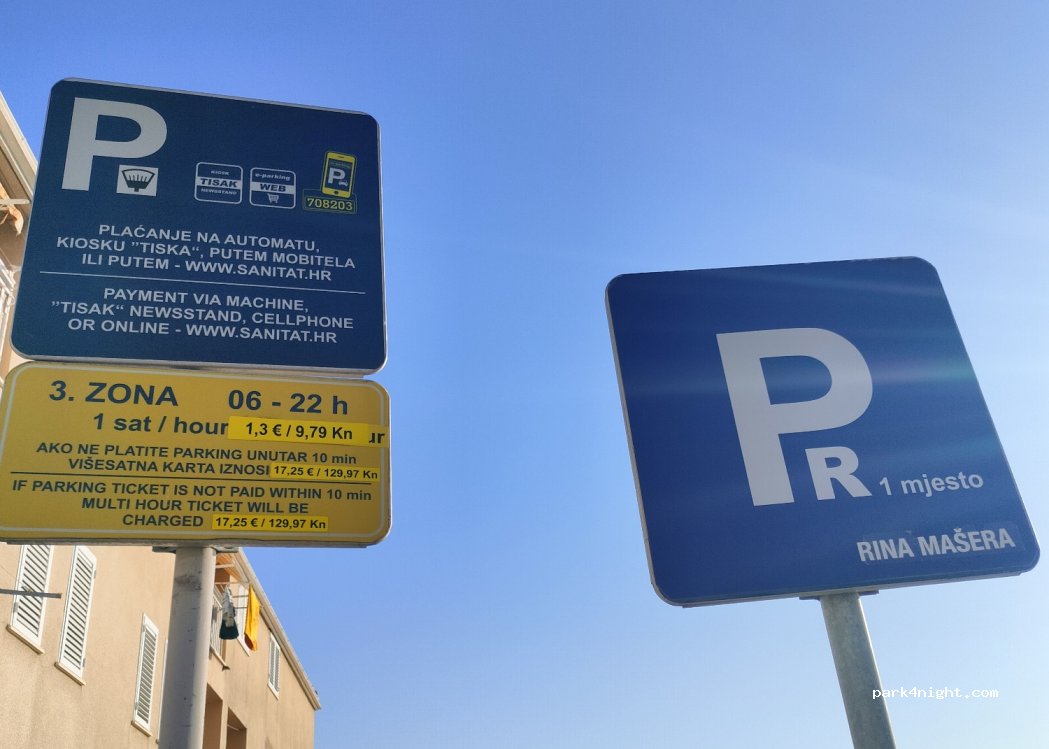 P
KIOSK
TISAK
NEWSSTAND
e-parking
WEB
P
708203
PLAĆANJE NA AUTOMATU,
KIOSKU ”TISKA“, PUTEM MOBITELA
ILI PUTEM - WWW.SANITAT.HR
PAYMENT VIA MACHINE,
”TISAK“ NEWSSTAND, CELLPHONE
OR ONLINE - WWW.SANITAT.HR
3. ZONA 06 - 22 h
1 sat / hour 1,3 € / 9,79 Kn ur
AKO NE PLATITE PARKING UNUTAR 10 min
VIŠESATNA KARTA IZNOSI 17,25 € / 129,97 Kn
IF PARKING TICKET IS NOT PAID WITHIN 10 min
MULTI HOUR TICKET WILL BE
CHARGED 17,25 € / 129,97 Kn
PR 1 mjesto
RINA MAŠERA
park4night.com